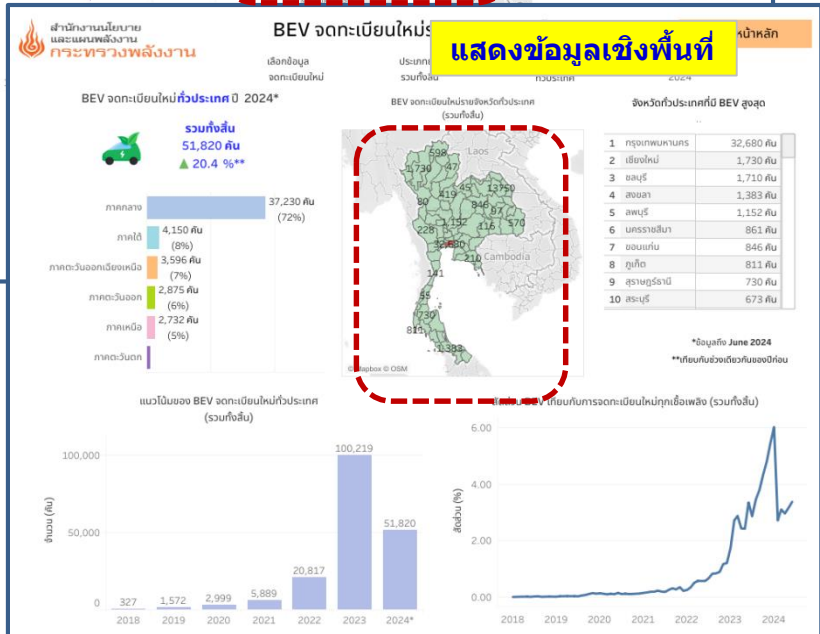 สำนักงานนโยบาย
และแผนพลังงาน
กระทรวงพลังงาน
BEV จดทะเบียนใหม่
แสดงข้อมูลเชิงพื้นที่
หน้าหลัก
เลือกข้อมูล
จดทะเบียนใหม่
รวมทั้งสิ้น
ทั่วประเทศ
2024
BEV จดทะเบียนใหม่ทั่วประเทศ ปี 2024*
รวมทั้งสิ้น
51,820 คัน
▲ 20.4 %**
ภาคกลาง 37,230 คัน
(72%)
ภาคใต้ 4,150 คัน
(8%)
ภาคตะวันออกเฉียงเหนือ 3,596 คัน
(7%)
ภาคตะวันออก 2,875 คัน
(6%)
ภาคเหนือ 2,732 คัน
(5%)
ภาคตะวันตก
BEV จดทะเบียนใหม่รายจังหวัดทั่วประเทศ
(รวมทั้งสิ้น)
Laos
598
1,730
47
45
419
80
846
97
1,152
116
570
228
210
Cambodia
141
55
730
811
1,383
© Mapbox © OSM
จังหวัดทั่วประเทศที่มี BEV สูงสุด
1 กรุงเทพมหานคร 32,680 คัน
2 เชียงใหม่ 1,730 คัน
3 ชลบุรี 1,710 คัน
4 สงขลา 1,383 คัน
5 ลพบุรี 1,152 คัน
6 นครราชสีมา 861 คัน
7 ขอนแก่น 846 คัน
8 ภูเก็ต 811 คัน
9 สุราษฎร์ธานี 730 คัน
10 สระบุรี 673 คัน
*ข้อมูลถึง June 2024
**เทียบกับช่วงเดียวกันของปีก่อน
แนวโน้มของ BEV จดทะเบียนใหม่ทั่วประเทศ
(รวมทั้งสิ้น)
จำนวน (คัน)
100,000
50,000
0
327
1,572
2,999
5,889
20,817
100,219
51,820
2018 2019 2020 2021 2022 2023 2024*
สัดส่วน BEV เทียบกับการจดทะเบียนใหม่ทุกเชื้อเพลิง (รวมทั้งสิ้น)
สัดส่วน (%)
6.00
4.00
2.00
0.00
2018 2019 2020 2021 2022 2023 2024